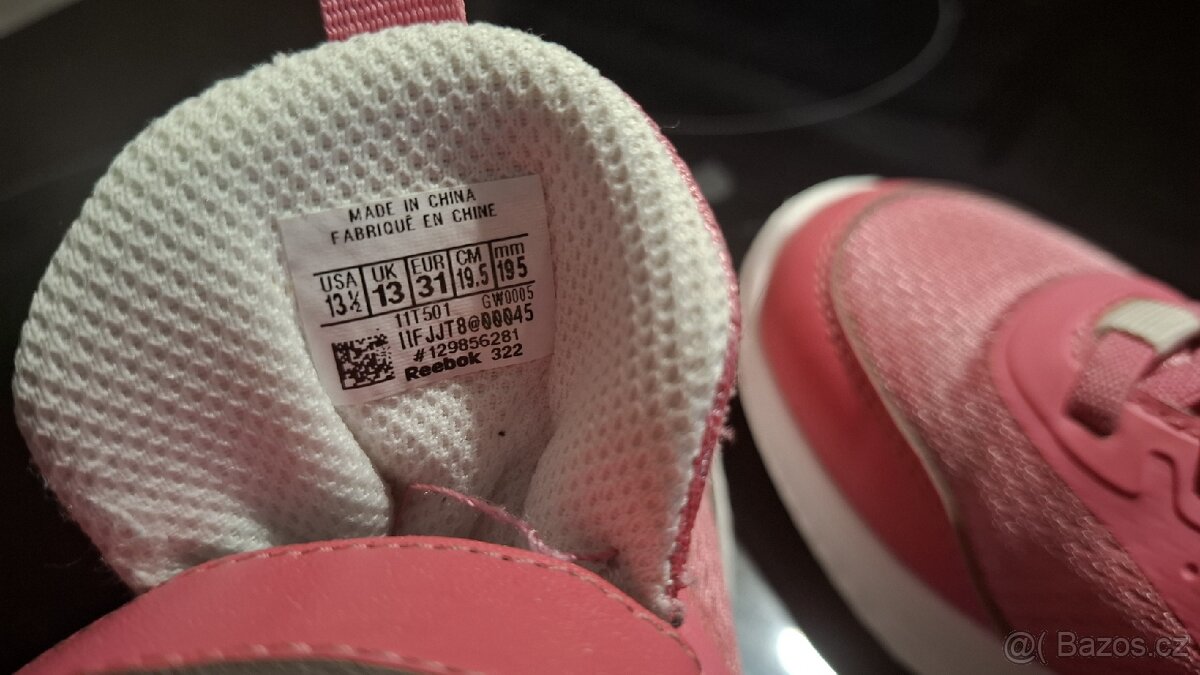 MADE IN CHINA
FABRIQUÉ EN CHINE
USA UK EUR CM mm
13½ 13 31 19.5 195
11T501 GW0005
I1FJJT8@00045
#129856281
Reebok 322
@( Bazos.cz